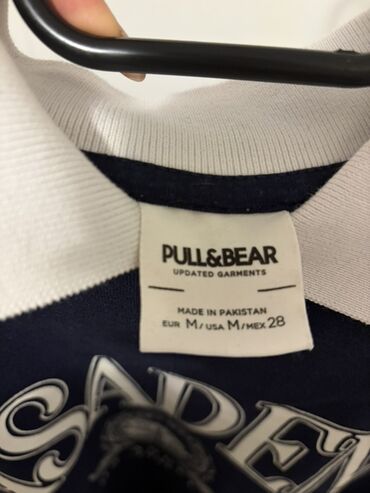 PULL&BEAR
UPDATED GARMENTS
MADE IN PAKISTAN
EUR M/USA M/MEX 28